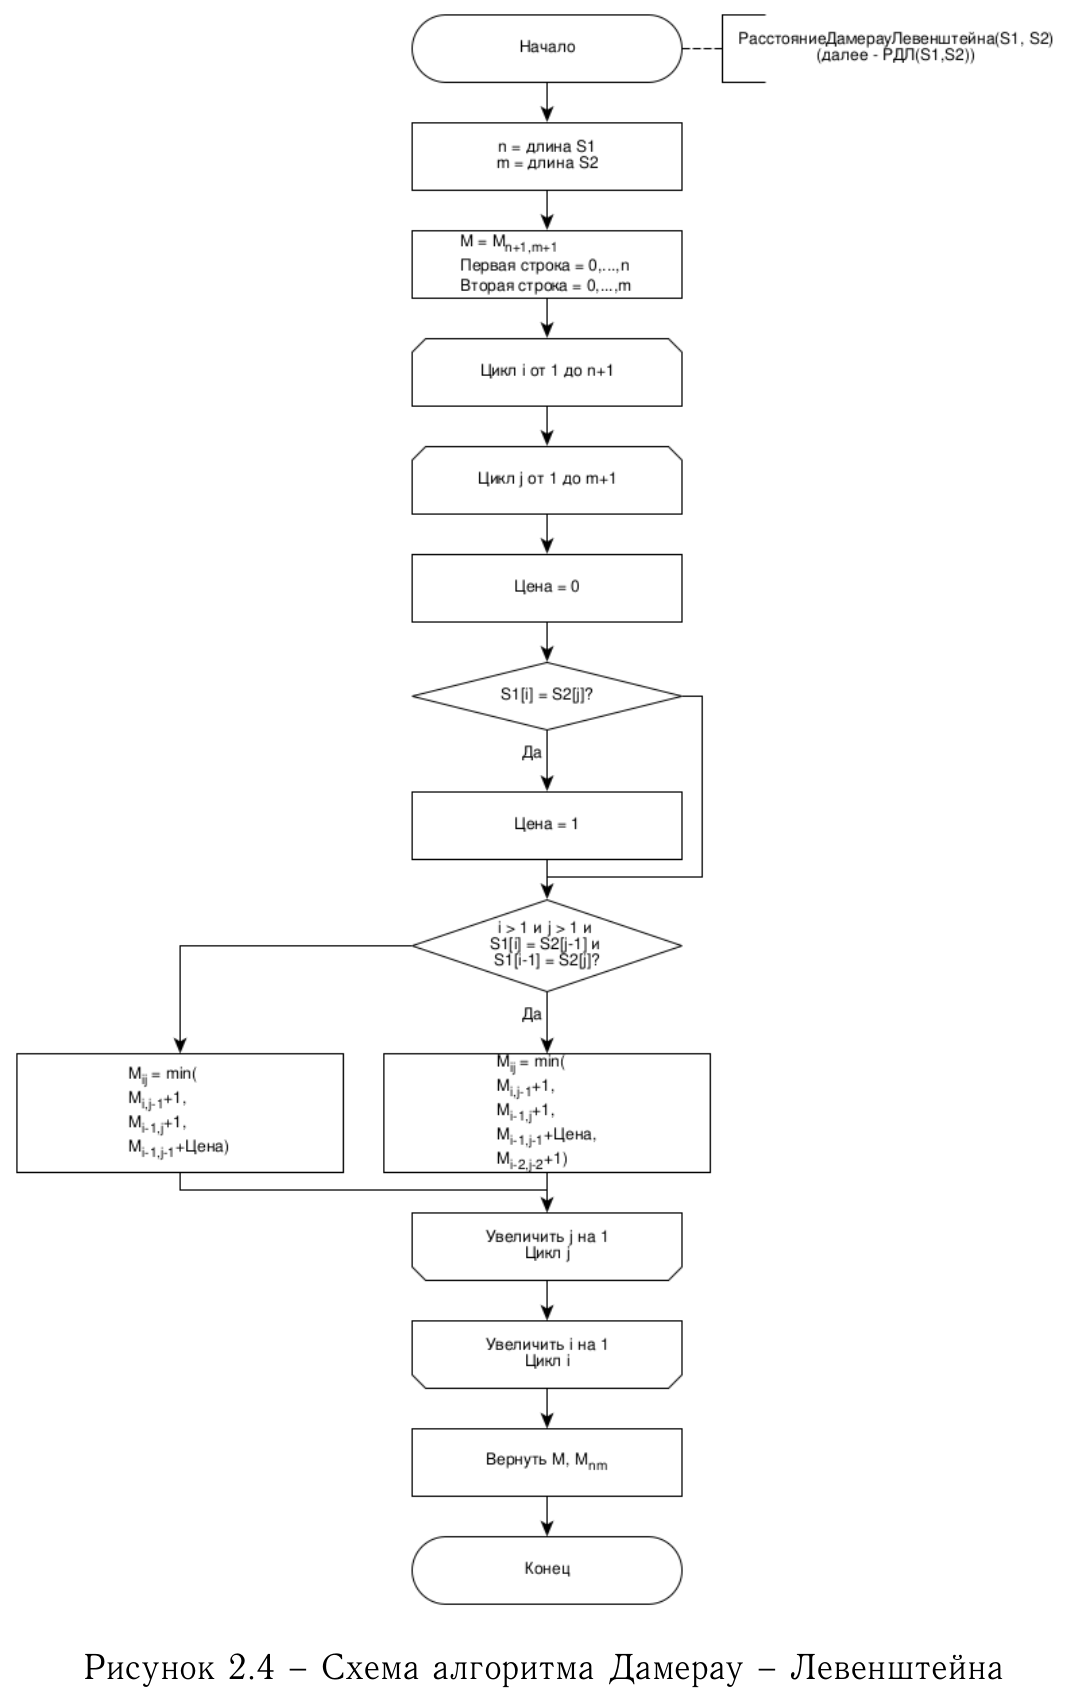 Начало
РасстояниеДамерауЛевенштейна(S1, S2)
(далее - РДЛ(S1,S2))
n = длина S1
m = длина S2
M = M_{n+1,m+1}
Первая строка = 0,...,n
Вторая строка = 0,...,m
Цикл i от 1 до n+1
Цикл j от 1 до m+1
Цена = 0
S1[i] = S2[j]?
Да
Цена = 1
i > 1 и j > 1 и
S1[i] = S2[j-1] и
S1[i-1] = S2[j]?
Да
M_{ij} = min(
M_{i,j-1}+1,
M_{i-1,j}+1,
M_{i-1,j-1}+Цена)
M_{ij} = min(
M_{i,j-1}+1,
M_{i-1,j}+1,
M_{i-1,j-1}+Цена,
M_{i-2,j-2}+1)
Увеличить j на 1
Цикл j
Увеличить i на 1
Цикл i
Вернуть M, M_{nm}
Конец
Рисунок 2.4 – Схема алгоритма Дамерау – Левенштейна